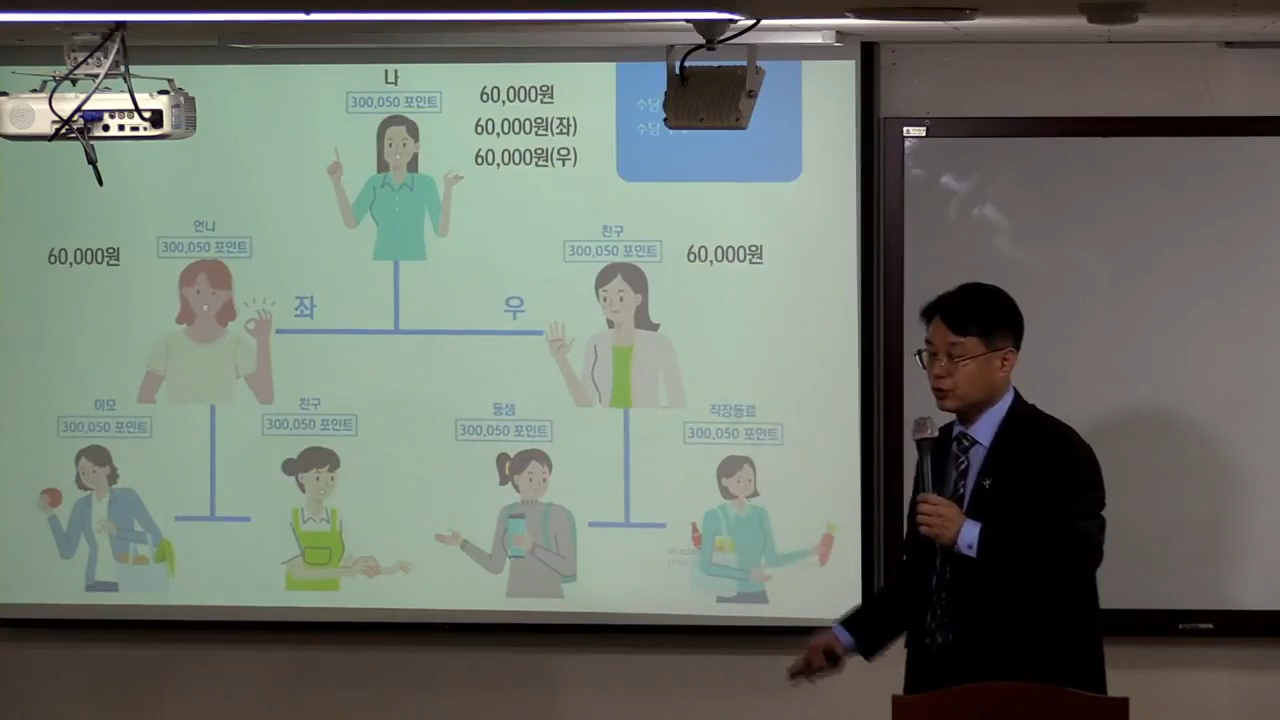 나
300,050 포인트
60,000원
60,000원(좌)
60,000원(우)
수당
수당
언니
300,050 포인트
60,000원
친구
300,050 포인트
60,000원
좌
우
이모
300,050 포인트
친구
300,050 포인트
동생
300,050 포인트
직장동료
300,050 포인트